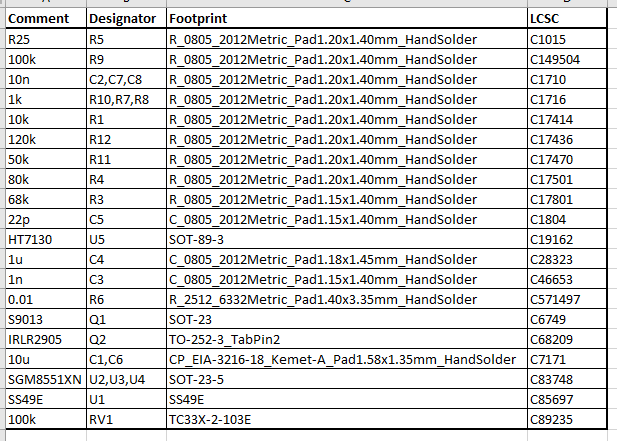 Comment Designator Footprint LCSC
R25 R5 R_0805_2012Metric_Pad1.20x1.40mm_HandSolder C1015
100k R9 R_0805_2012Metric_Pad1.20x1.40mm_HandSolder C149504
10n C2,C7,C8 R_0805_2012Metric_Pad1.20x1.40mm_HandSolder C1710
1k R10,R7,R8 R_0805_2012Metric_Pad1.20x1.40mm_HandSolder C1716
10k R1 R_0805_2012Metric_Pad1.20x1.40mm_HandSolder C17414
120k R12 R_0805_2012Metric_Pad1.20x1.40mm_HandSolder C17436
50k R11 R_0805_2012Metric_Pad1.20x1.40mm_HandSolder C17470
80k R4 R_0805_2012Metric_Pad1.20x1.40mm_HandSolder C17501
68k R3 R_0805_2012Metric_Pad1.15x1.40mm_HandSolder C17801
22p C5 C_0805_2012Metric_Pad1.15x1.40mm_HandSolder C1804
HT7130 U5 SOT-89-3 C19162
1u C4 C_0805_2012Metric_Pad1.18x1.45mm_HandSolder C28323
1n C3 C_0805_2012Metric_Pad1.15x1.40mm_HandSolder C46653
0.01 R6 R_2512_6332Metric_Pad1.40x3.35mm_HandSolder C571497
S9013 Q1 SOT-23 C6749
IRLR2905 Q2 TO-252-3_TabPin2 C68209
10u C1,C6 CP_EIA-3216-18_Kemet-A_Pad1.58x1.35mm_HandSolder C7171
SGM8551XN U2,U3,U4 SOT-23-5 C83748
SS49E U1 SS49E C85697
100k RV1 TC33X-2-103E C89235